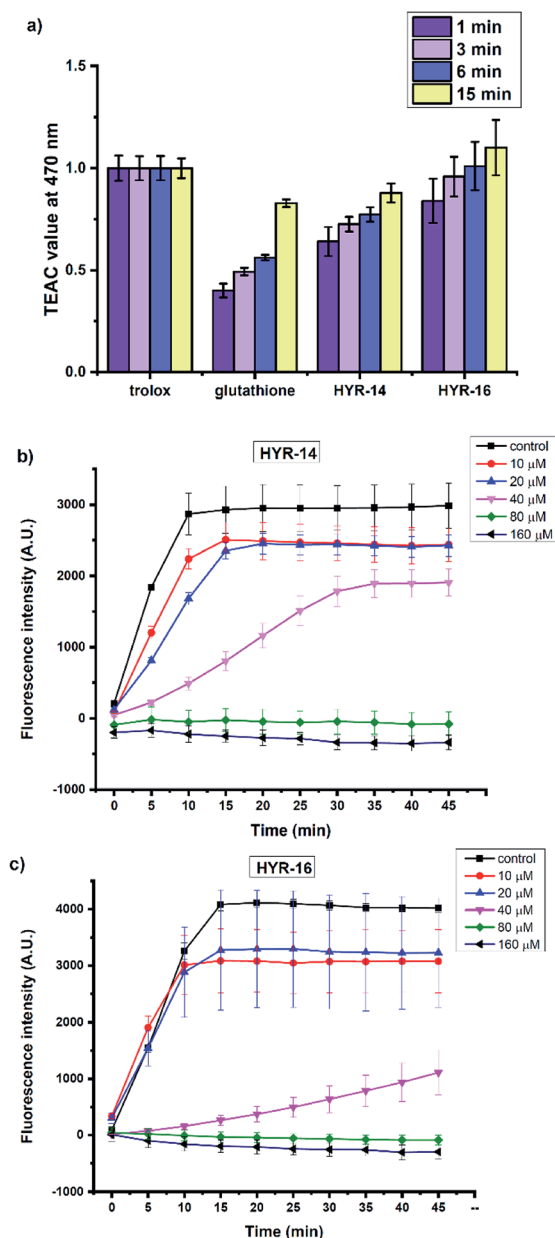 a)
1 min
3 min
6 min
15 min
1.5
1.0
0.5
0.0
TEAC value at 470 nm
trolox glutathione HYR-14 HYR-16
b)
HYR-14
control
10 µM
20 µM
40 µM
80 µM
160 µM
3000
2000
1000
0
-1000
Fluorescence intensity (A.U.)
0 5 10 15 20 25 30 35 40 45
Time (min)
c)
HYR-16
control
10 µM
20 µM
40 µM
80 µM
160 µM
4000
3000
2000
1000
0
-1000
Fluorescence intensity (A.U.)
0 5 10 15 20 25 30 35 40 45 --
Time (min)